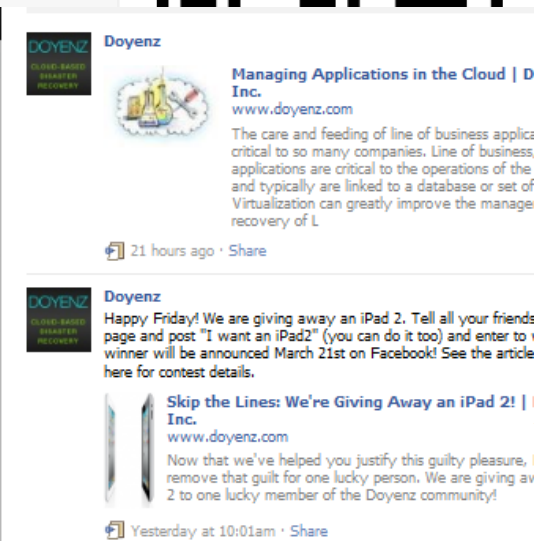 DOYENZ
CLOUD-BASED
DISASTER
RECOVERY
Doyenz
Managing Applications in the Cloud | D
Inc.
www.doyenz.com
The care and feeding of line of business applica
critical to so many companies. Line of business
applications are critical to the operations of the
and typically are linked to a database or set of
Virtualization can greatly improve the manage
recovery of L
21 hours ago · Share
DOYENZ
CLOUD-BASED
DISASTER
RECOVERY
Doyenz
Happy Friday! We are giving away an iPad 2. Tell all your friends
page and post "I want an iPad2" (you can do it too) and enter to
winner will be announced March 21st on Facebook! See the article
here for contest details.
Skip the Lines: We're Giving Away an iPad 2! |
Inc.
www.doyenz.com
Now that we've helped you justify this guilty pleasure,
remove that guilt for one lucky person. We are giving
2 to one lucky member of the Doyenz community!
Yesterday at 10:01am · Share